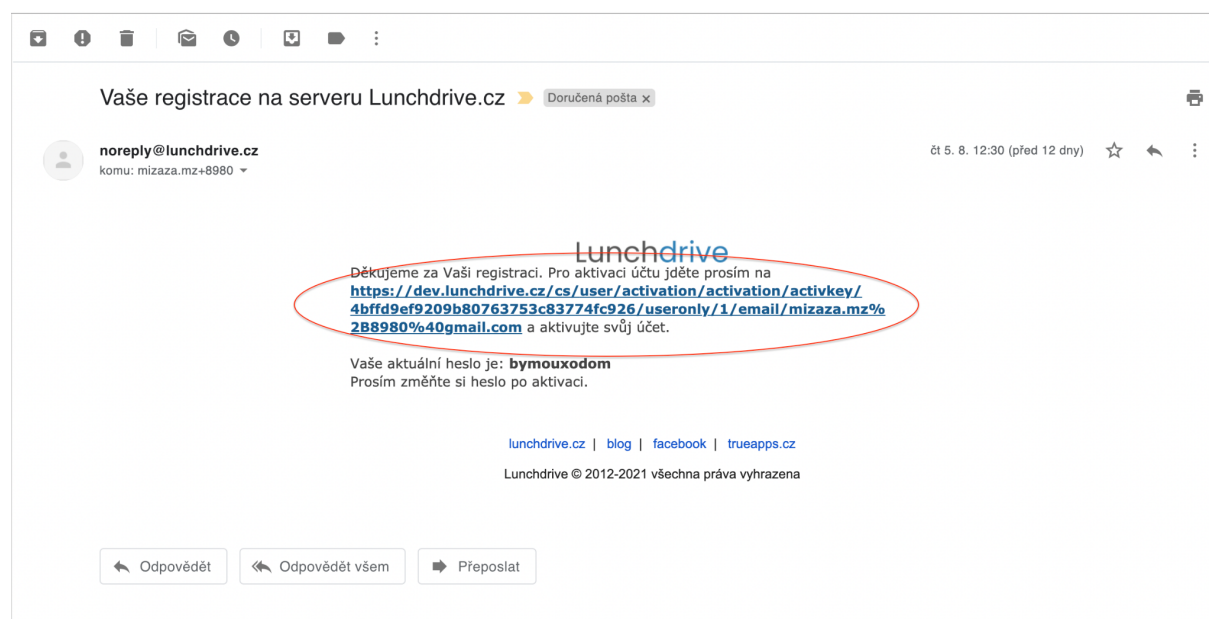 Vaše registrace na serveru Lunchdrive.cz Doručená pošta x
noreply@lunchdrive.cz
čt 5. 8. 12:30 (před 12 dny)
komu: mizaza.mz+8980
Lunchdrive
Děkujeme za Vaši registraci. Pro aktivaci účtu jděte prosím na
https://dev.lunchdrive.cz/cs/user/activation/activation/activkey/
4bffd9ef9209b80763753c83774fc926/useronly/1/email/mizaza.mz%
2B8980%40gmail.com a aktivujte svůj účet.
Vaše aktuální heslo je: bymouxodom
Prosím změňte si heslo po aktivaci.
lunchdrive.cz | blog | facebook | trueapps.cz
Lunchdrive © 2012-2021 všechna práva vyhrazena
Odpovědět Odpovědět všem Přeposlat